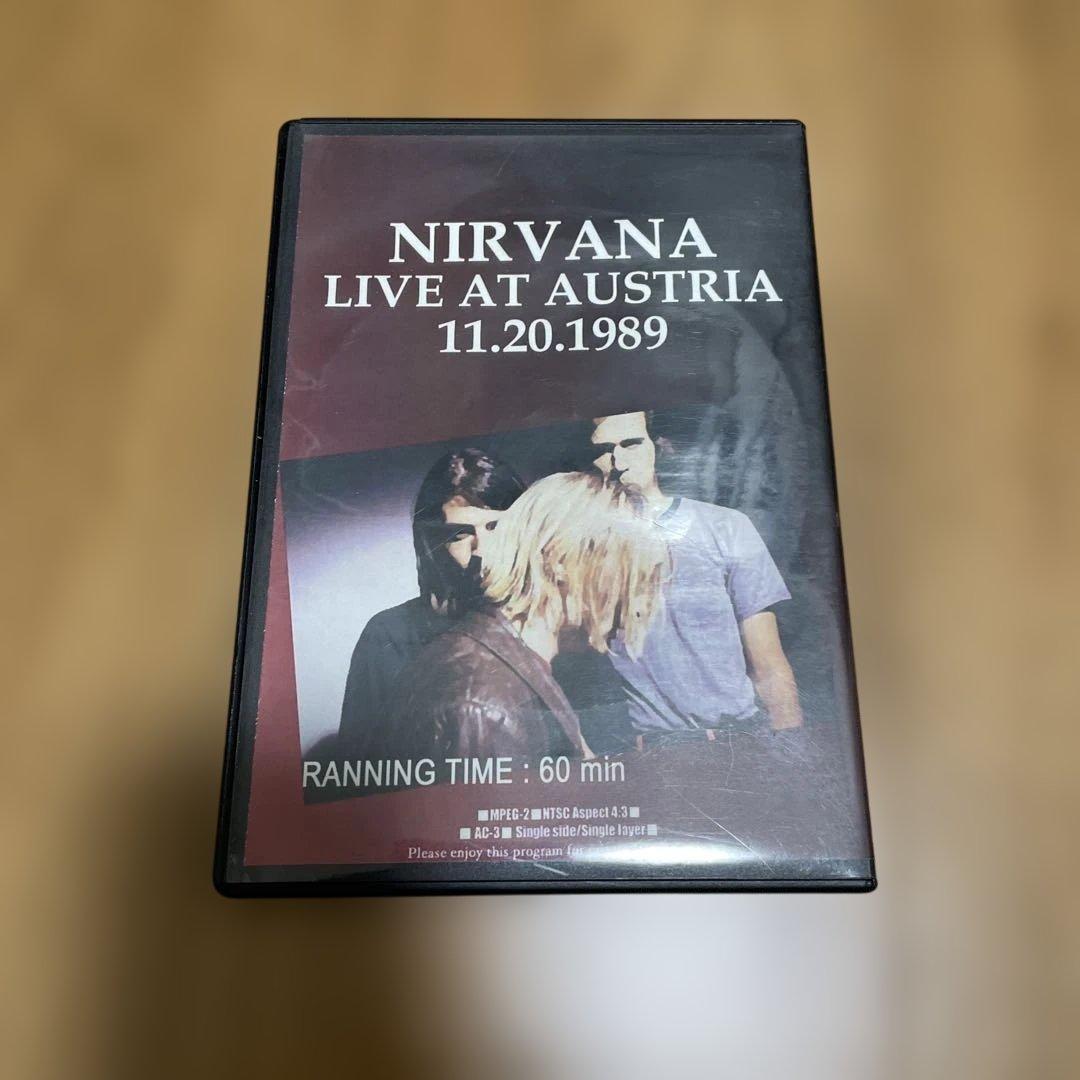 NIRVANA
LIVE AT AUSTRIA
11.20.1989
RANNING TIME : 60 min
■MPEG-2■NTSC Aspect 4:3■
■ AC-3■ Single side/Single layer■
Please enjoy this program for